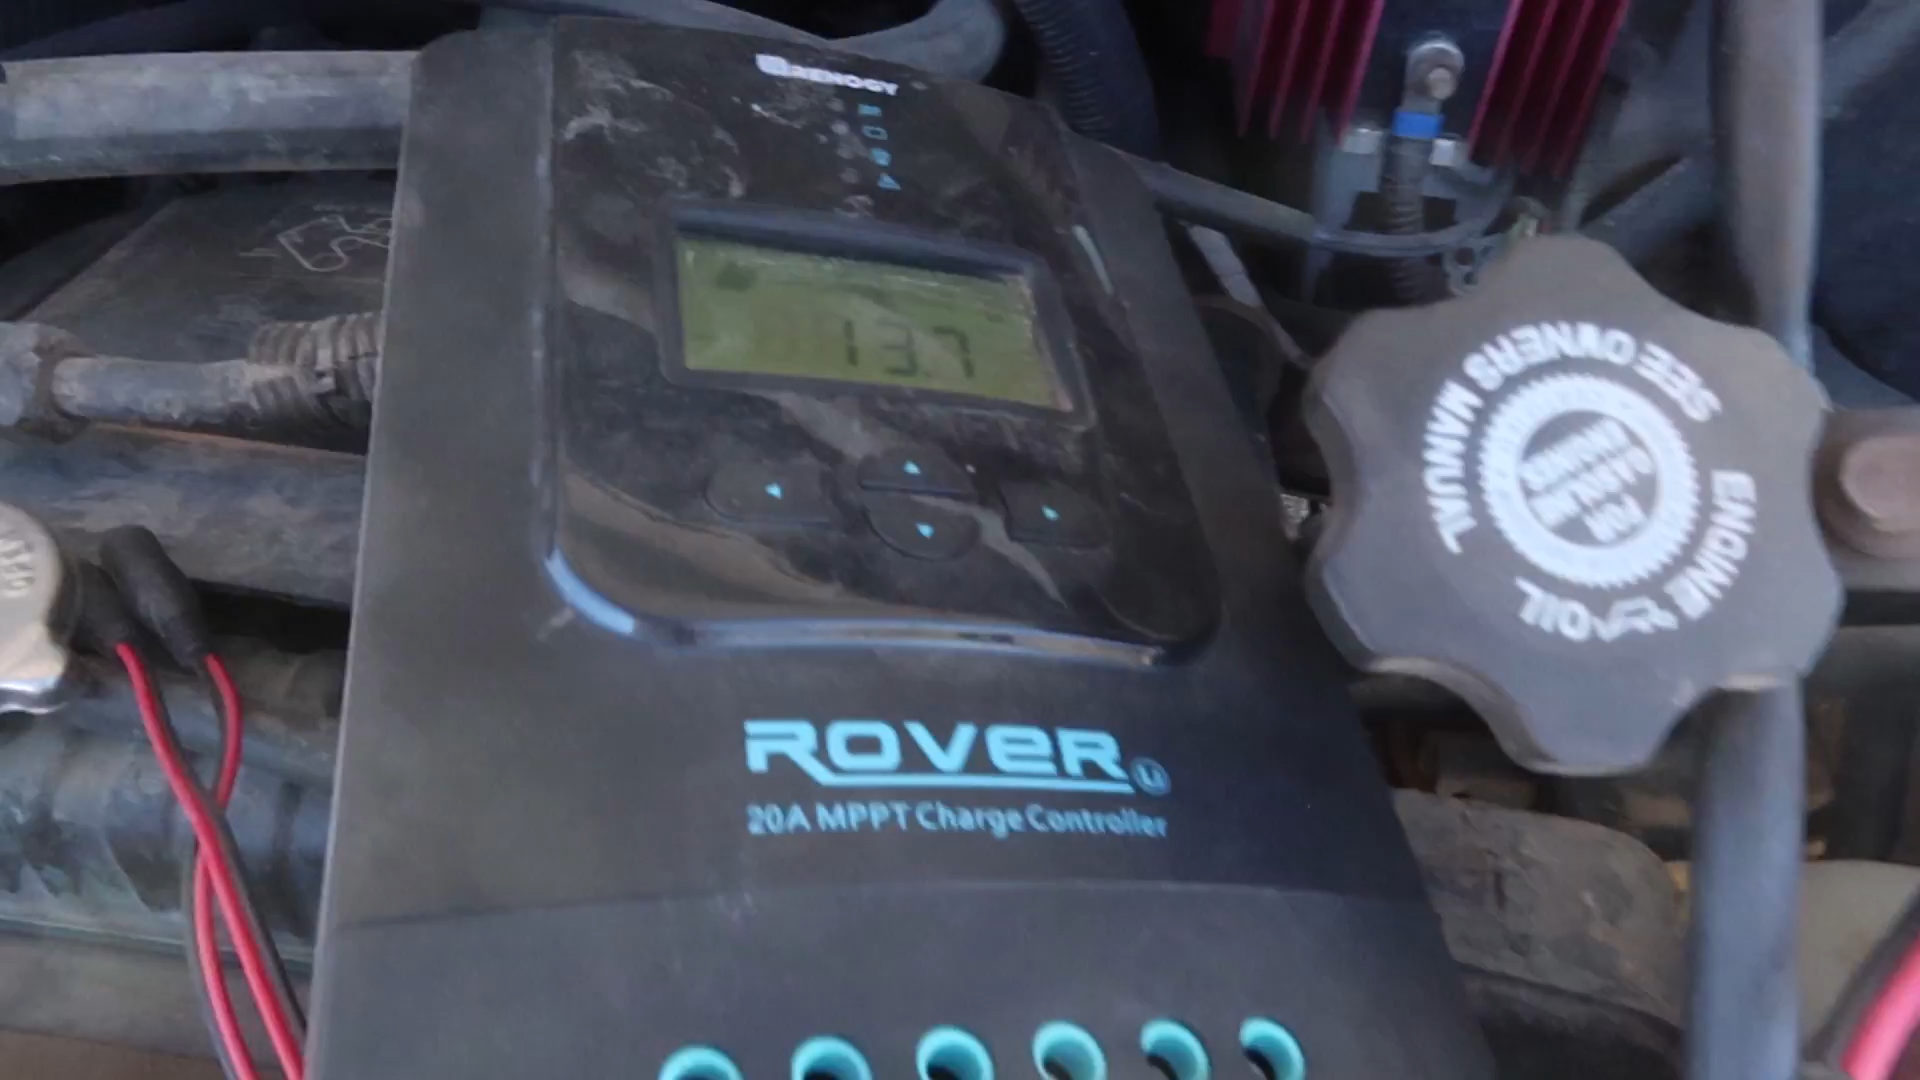 RENOGY
13.7
ROVER
20A MPPT Charge Controller
ENGINE OIL
SEE OWNERS MANUAL